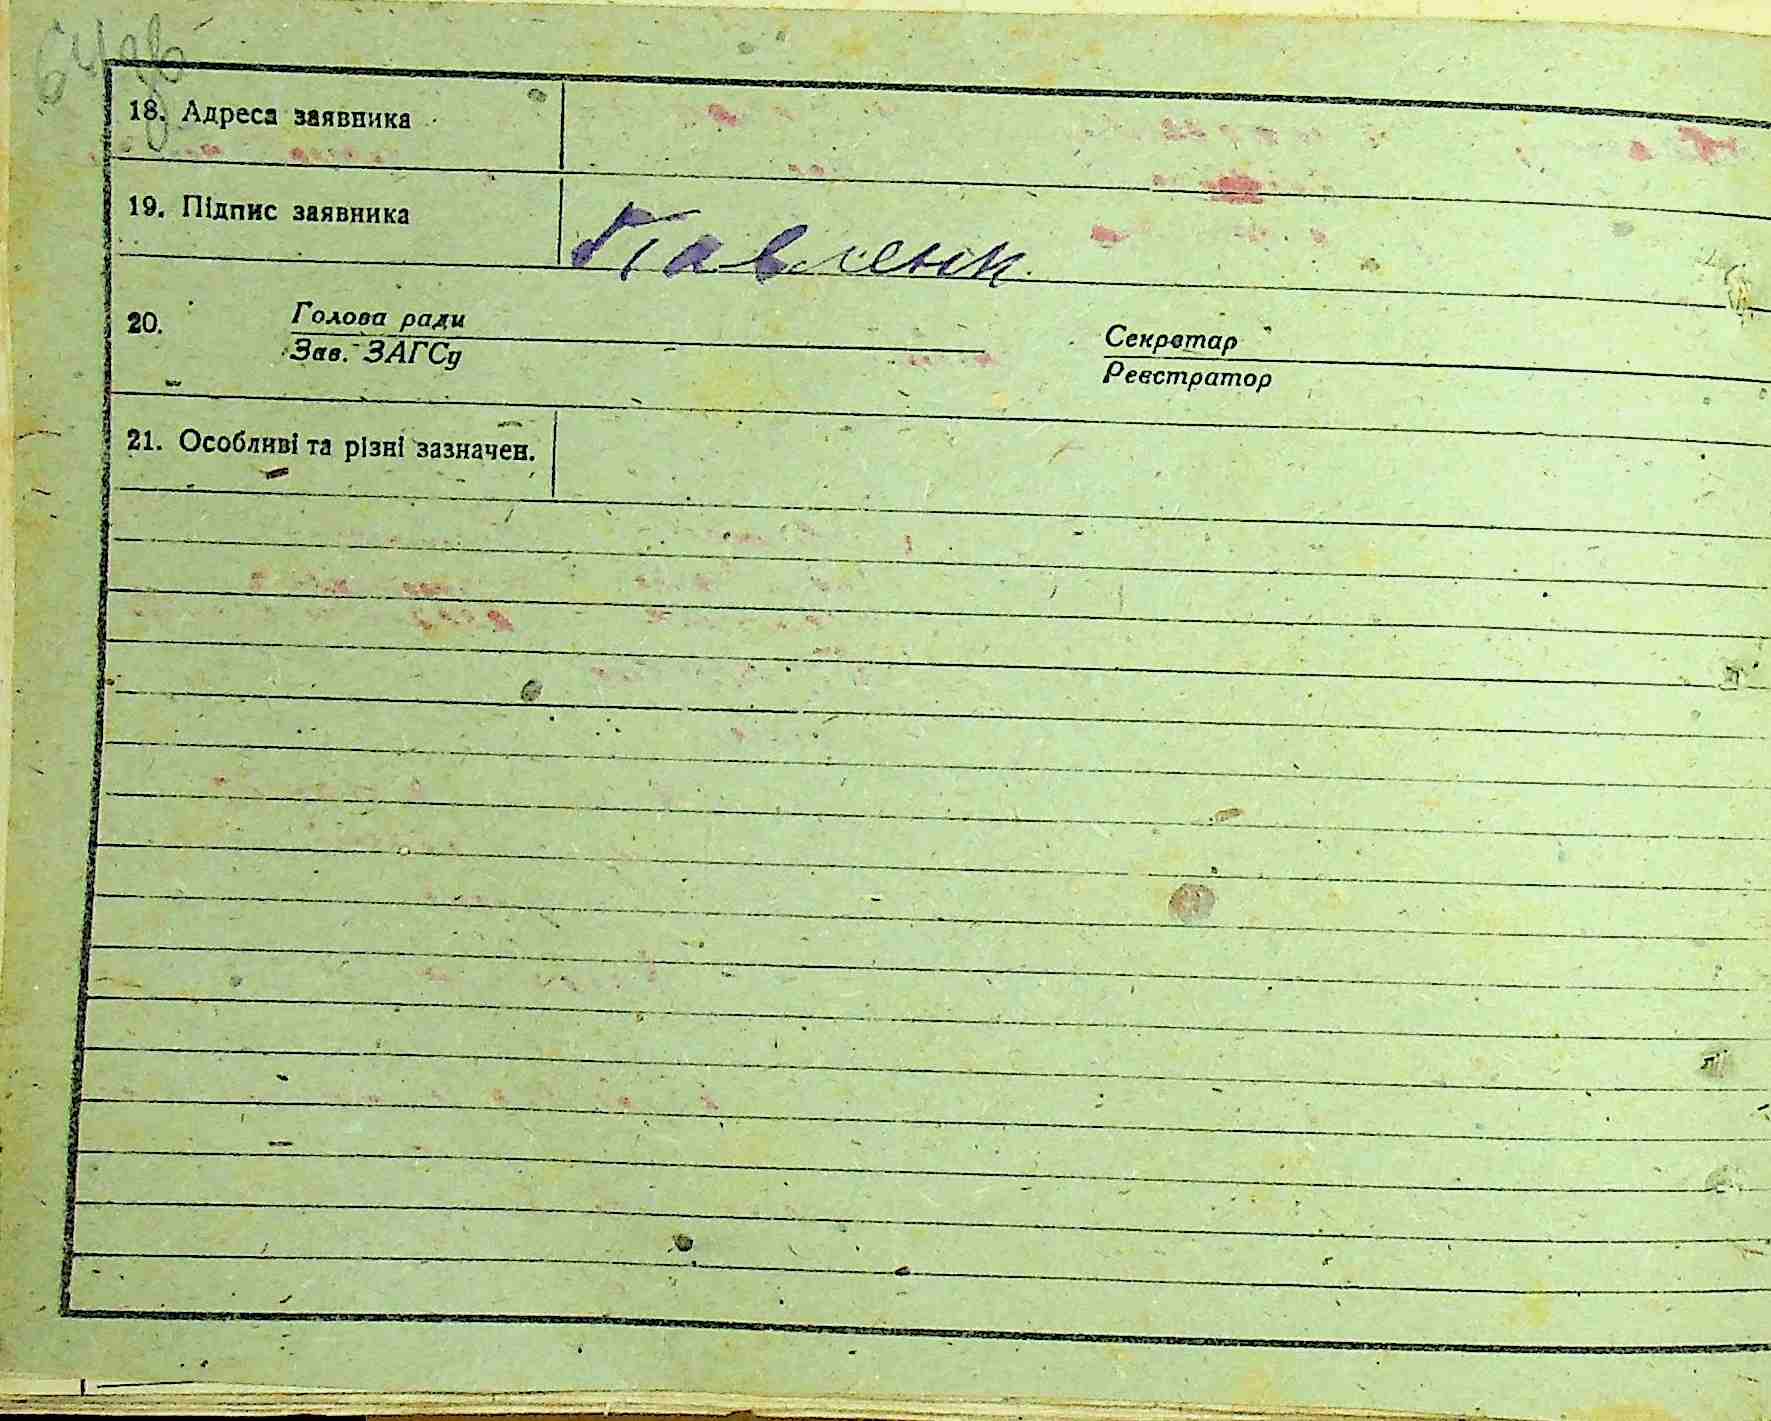 64зв
18. Адреса заявника
19. Підпис заявника Павленк
20. Голова ради Секретар
Зав. ЗАГСу Реєстратор
21. Особливі та різні зазначен.